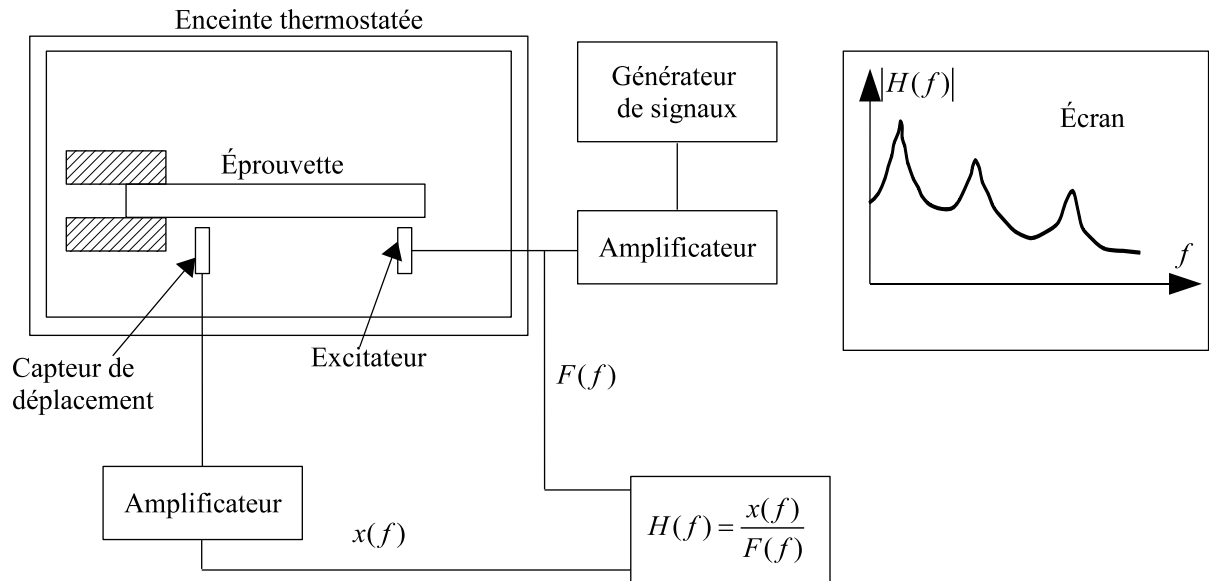 Enceinte thermostatée
Générateur
de signaux
|H(f)|
Écran
Éprouvette
Amplificateur
f
Capteur de
déplacement
Excitateur
F(f)
Amplificateur
x(f)
H(f) = x(f) / F(f)